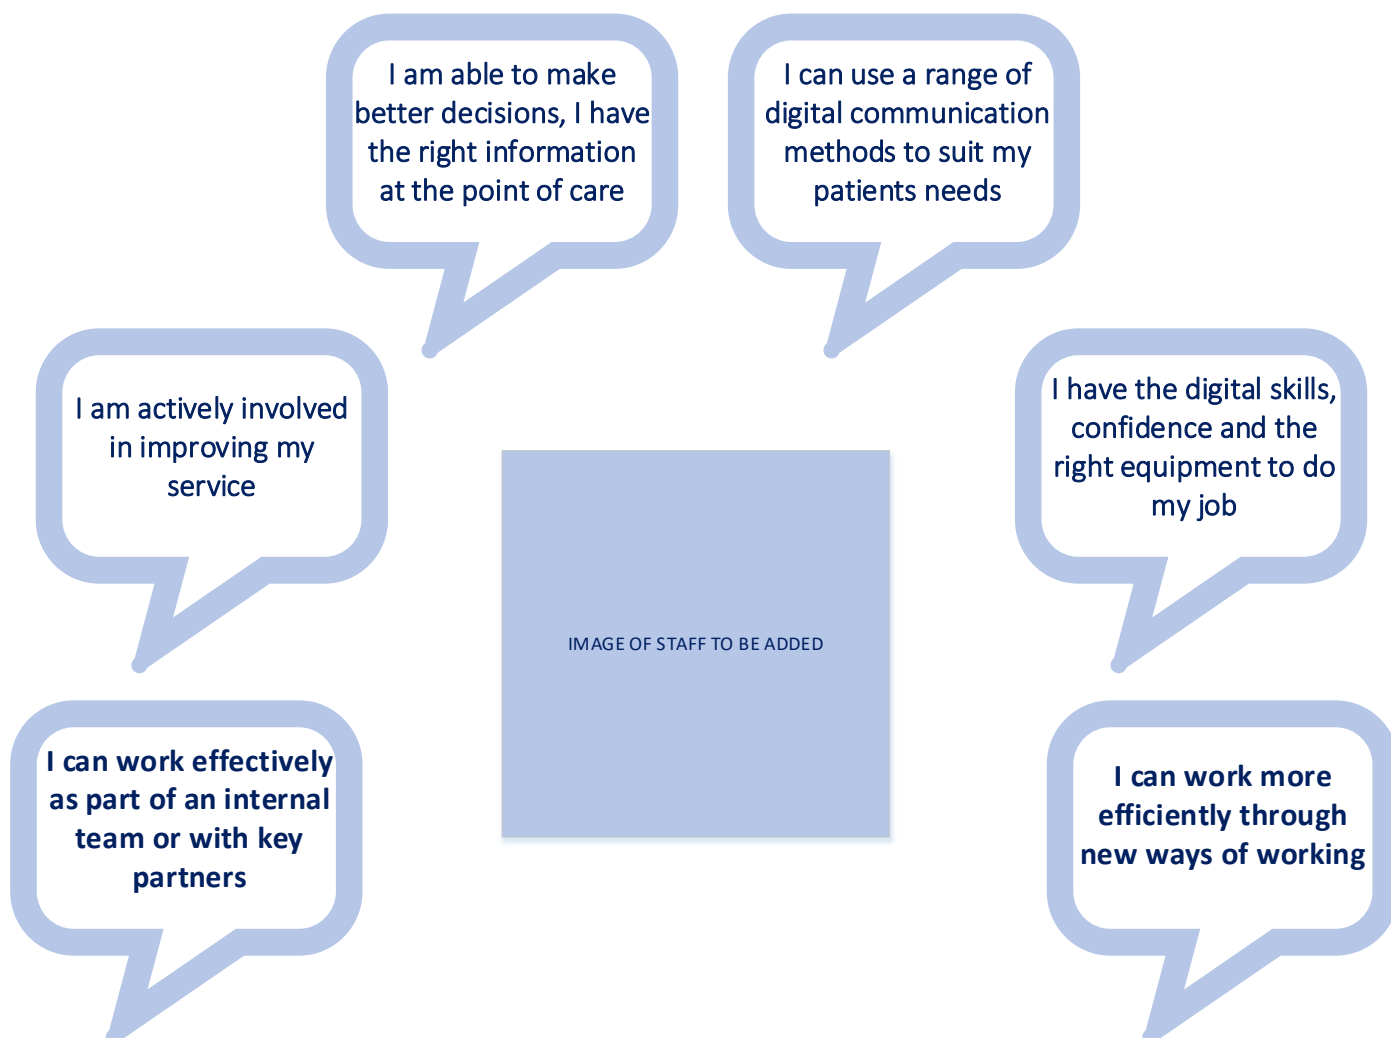 I am able to make
better decisions, I have
the right information
at the point of care
I can use a range of
digital communication
methods to suit my
patients needs
I am actively involved
in improving my
service
I have the digital skills,
confidence and the
right equipment to do
my job
IMAGE OF STAFF TO BE ADDED
I can work effectively
as part of an internal
team or with key
partners
I can work more
efficiently through
new ways of working